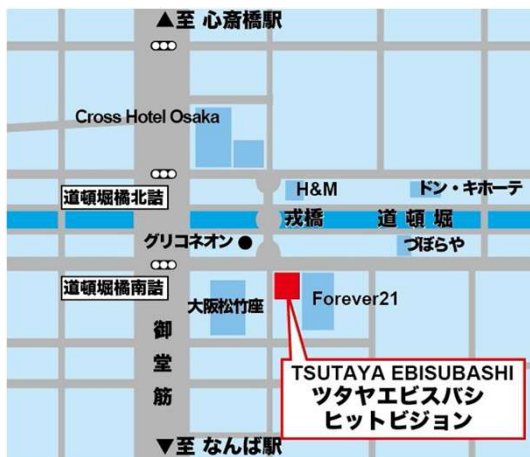 ▲至 心斎橋駅
Cross Hotel Osaka
H&M
ドン・キホーテ
道頓堀橋北詰
戎橋
道頓堀
グリコネオン
づぼらや
道頓堀橋南詰
大阪松竹座
Forever21
御堂筋
TSUTAYA EBISUBASHI
ツタヤエビスバシ
ヒットビジョン
▼至 なんば駅